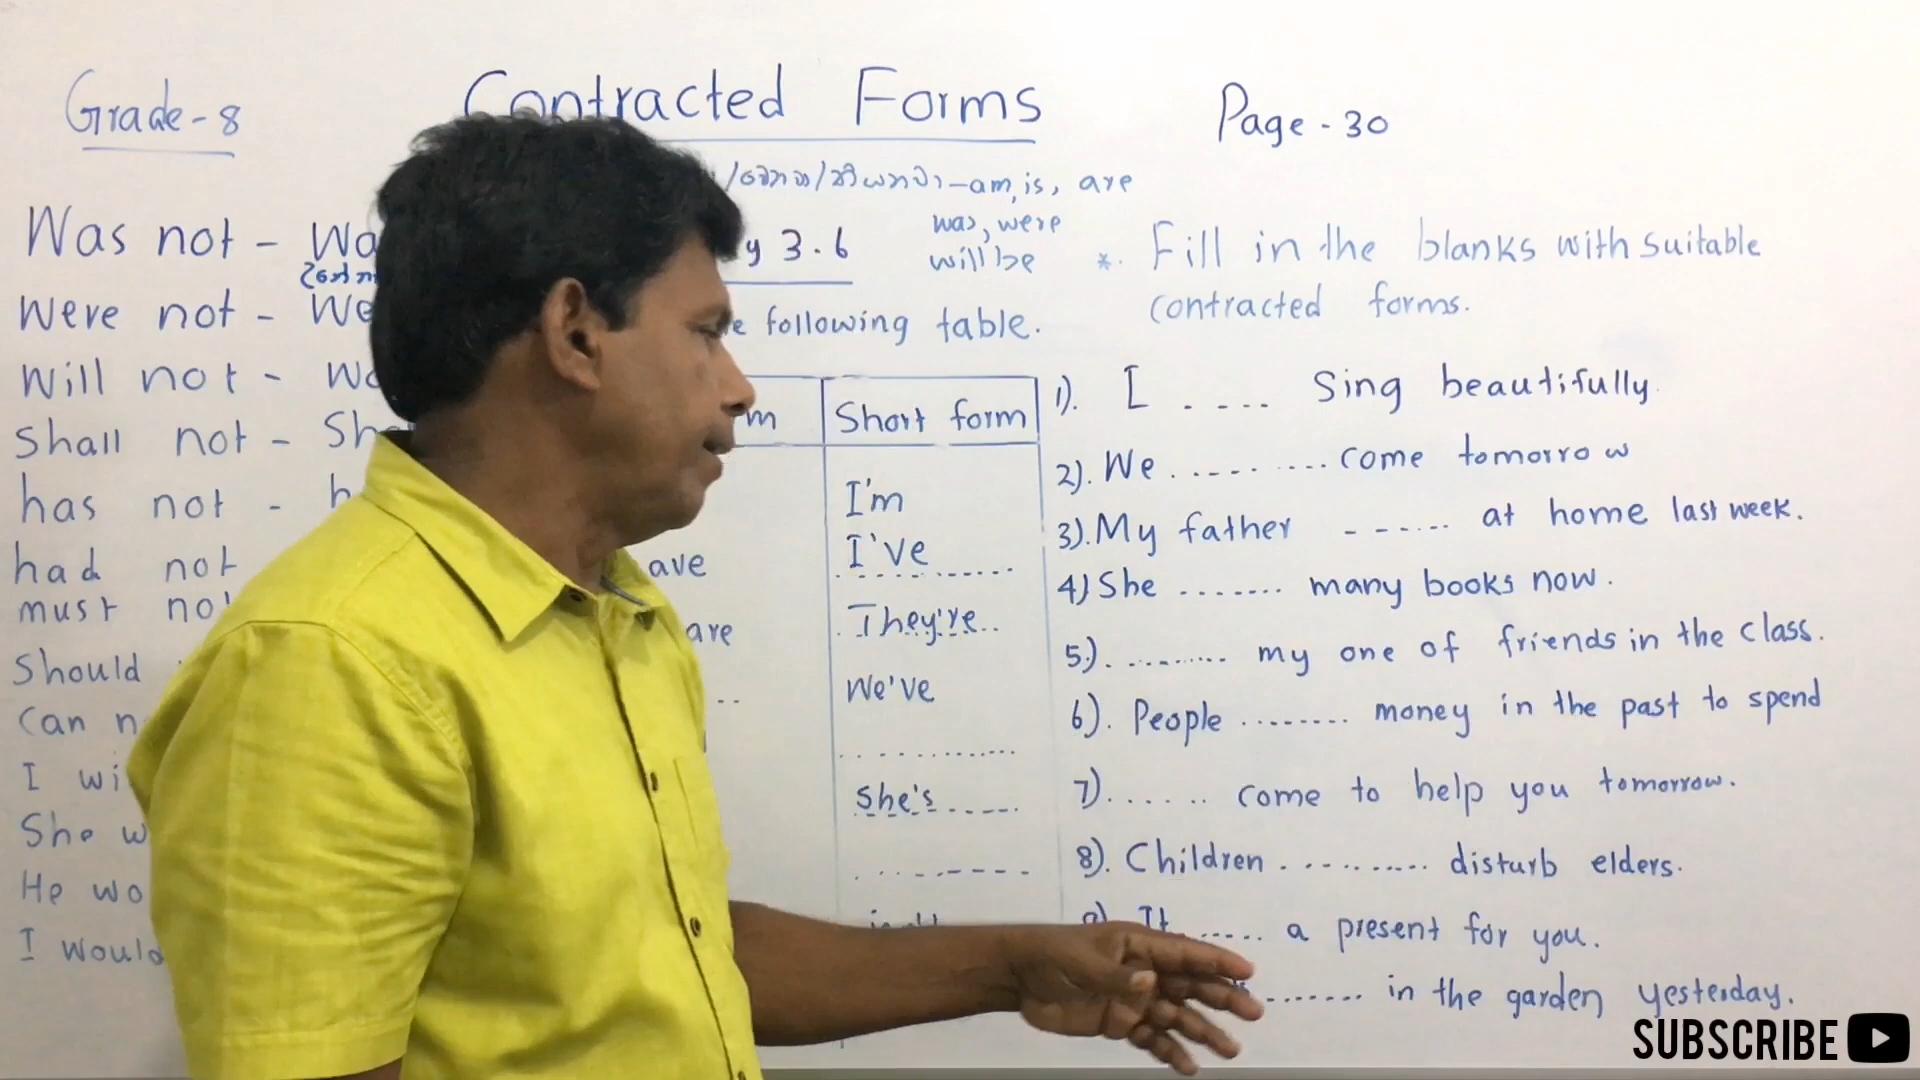 Grade - 8
Contracted Forms
Page - 30
am, is, are
was, were
will be
Was not - Wa
Were not - We
Will not -
Shall not - Sh
has not - h
had not
must no
Should
Can n
I wi
She w
He wo
I would
y 3.6
following table.
m
Short form
I'm
ave
I've
are
They're
We've
She's
* Fill in the blanks with suitable
contracted forms.
1). I .... Sing beautifully.
2). We ......... come tomorrow
3). My father ...... at home last week.
4) She ....... many books now.
5). ......... my one of friends in the class.
6). People ........ money in the past to spend
7). ...... come to help you tomorrow.
8). Children .......... disturb elders.
9) It ..... a present for you.
....... in the garden yesterday.
SUBSCRIBE